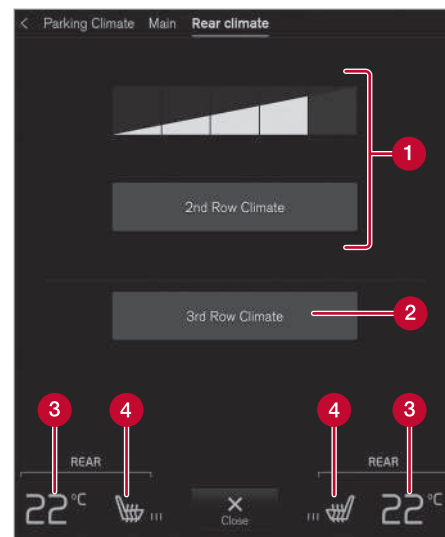 < Parking Climate Main Rear climate
1
2nd Row Climate
2
3rd Row Climate
3 4 4 3
REAR REAR
22°C 22°C
Close